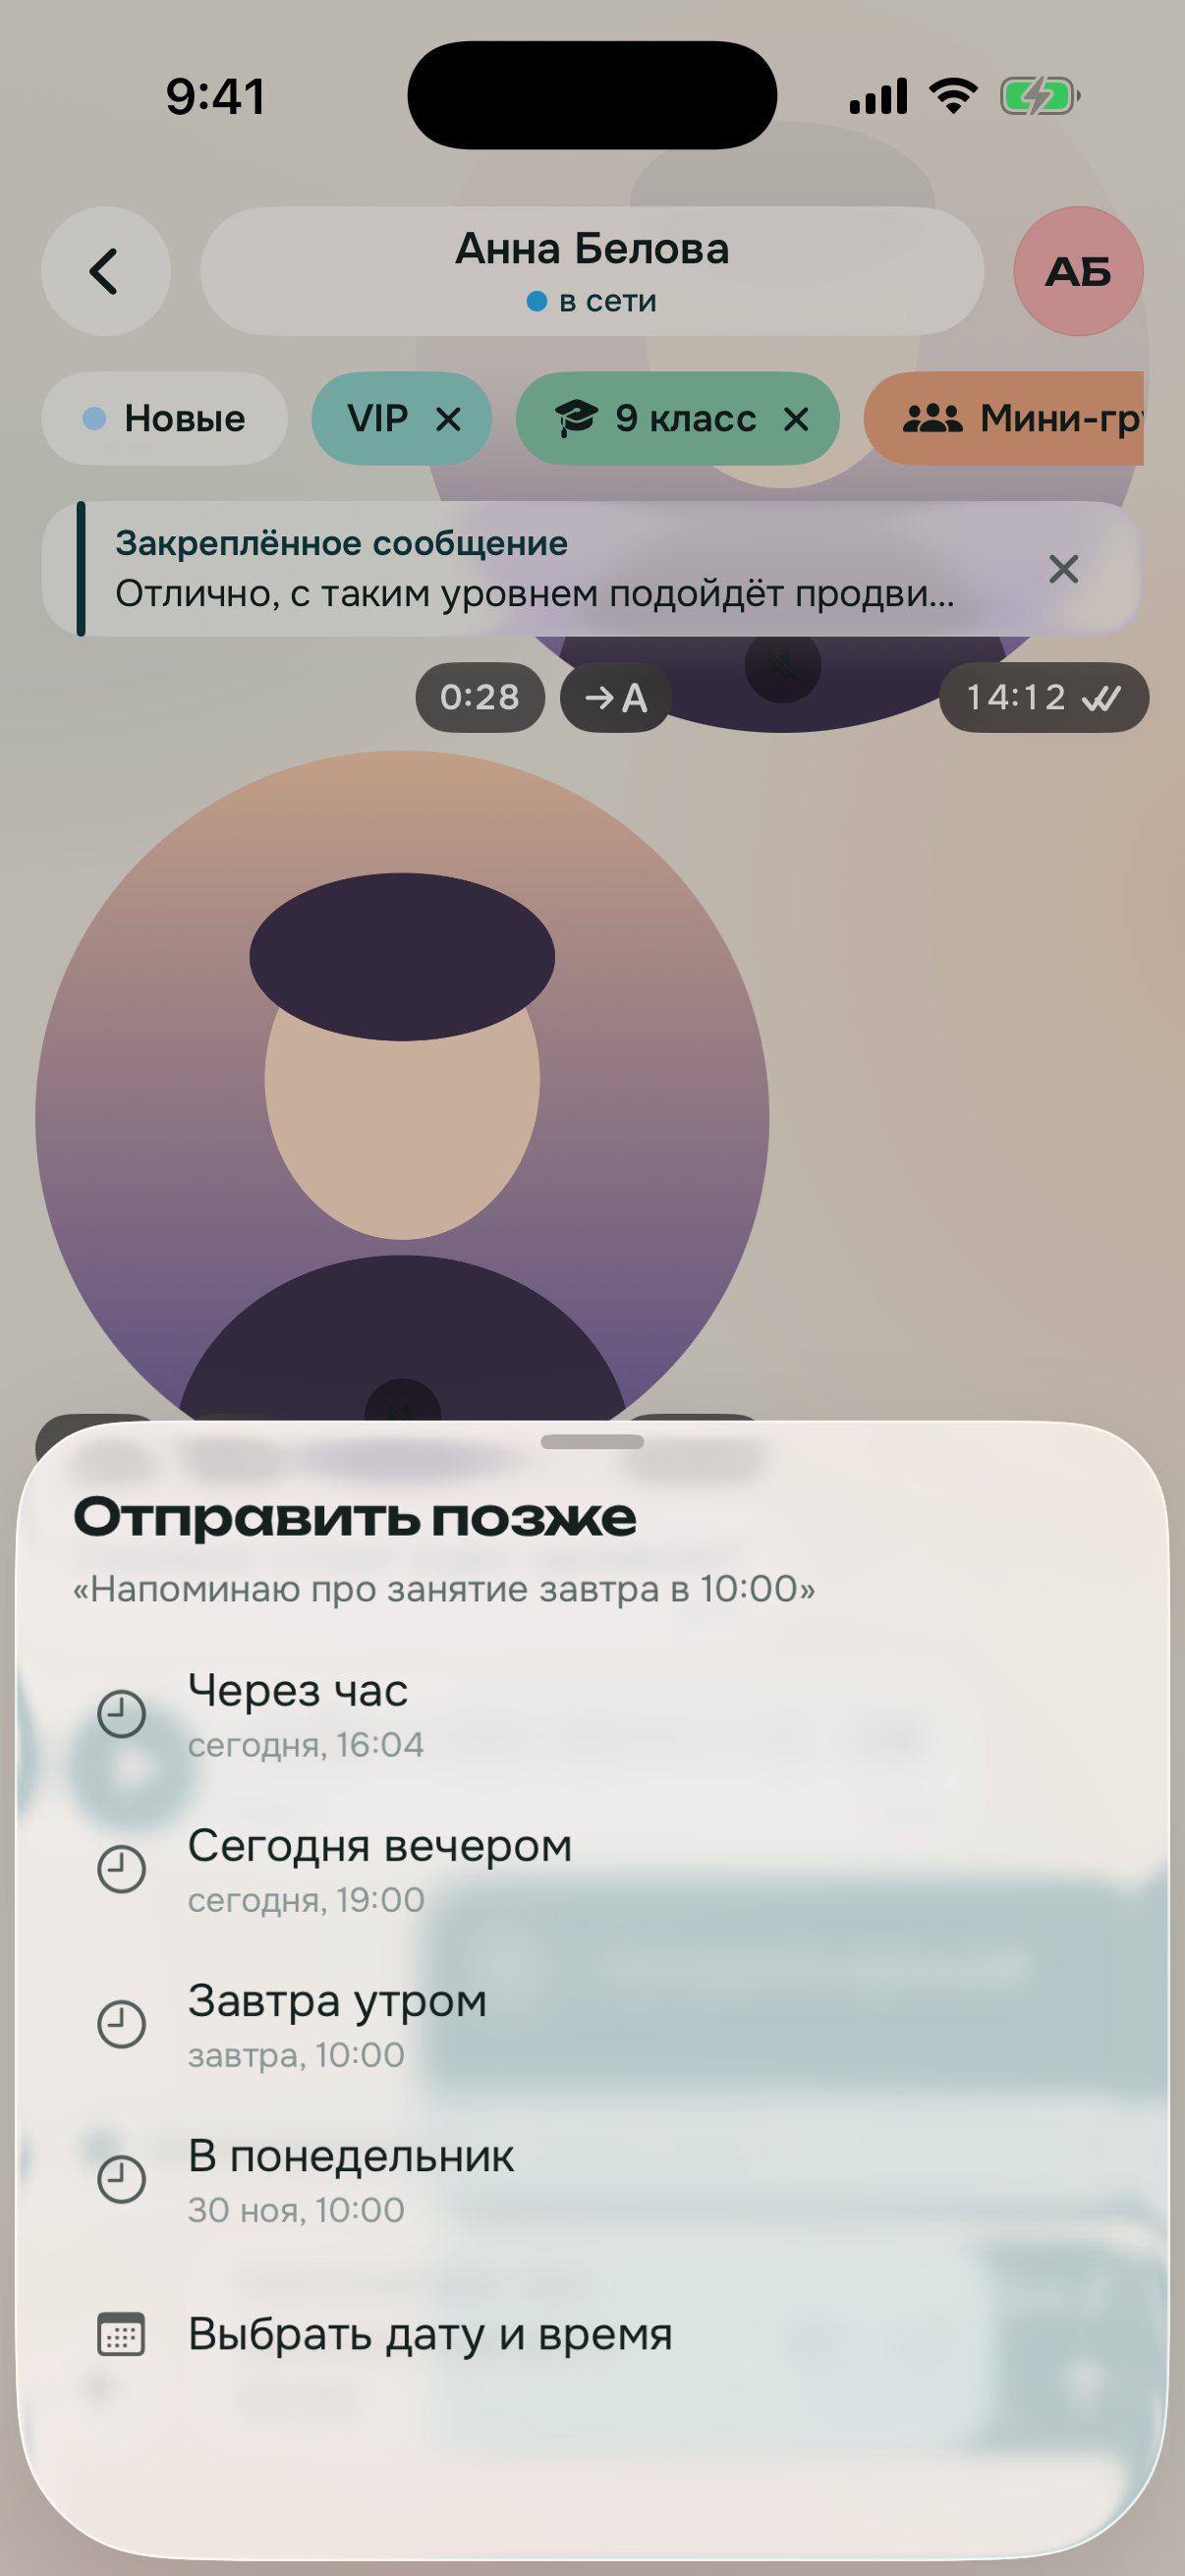 9:41
Анна Белова
в сети
АБ
Новые
VIP
9 класс
Мини-гру
Закреплённое сообщение
Отлично, с таким уровнем подойдёт продви...
0:28
→A
14:12
Отправить позже
«Напоминаю про занятие завтра в 10:00»
Через час
сегодня, 16:04
Сегодня вечером
сегодня, 19:00
Завтра утром
завтра, 10:00
В понедельник
30 ноя, 10:00
Выбрать дату и время